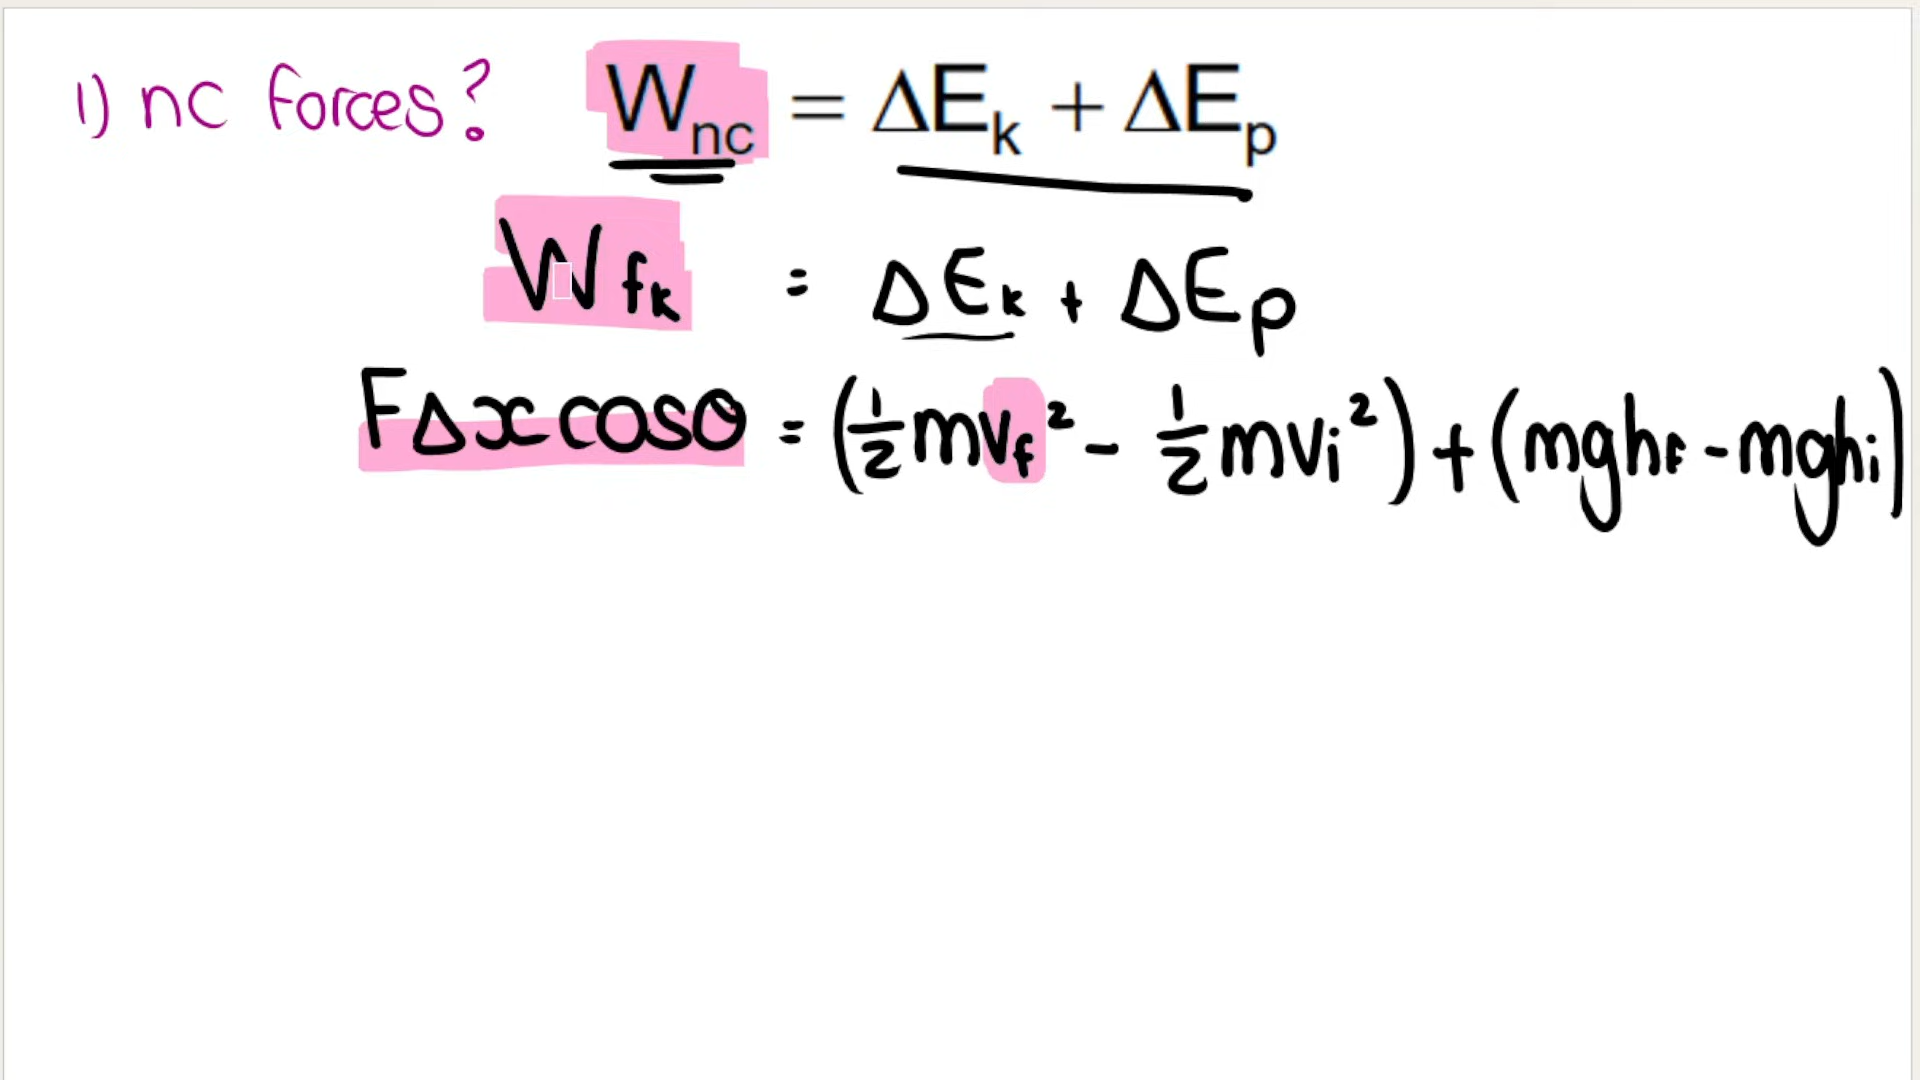 1) nc forces? W_nc = ΔE_k + ΔE_p
W_fk = ΔE_k + ΔE_p
FΔx cosθ = (½mv_f² - ½mv_i²) + (mgh_f - mgh_i)